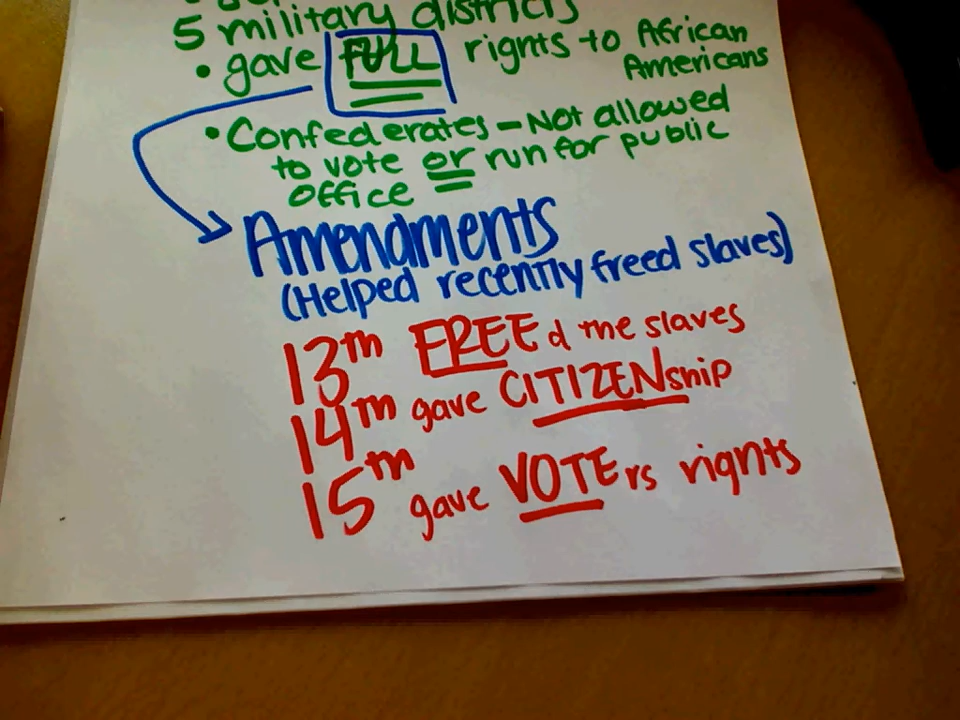 5 military districts
• gave FULL rights to African
Americans
• Confederates - Not allowed
to vote or run for public
office
Amendments
(Helped recently freed slaves)
13th FREEd the slaves
14th gave CITIZENship
15th gave VOTErs rights